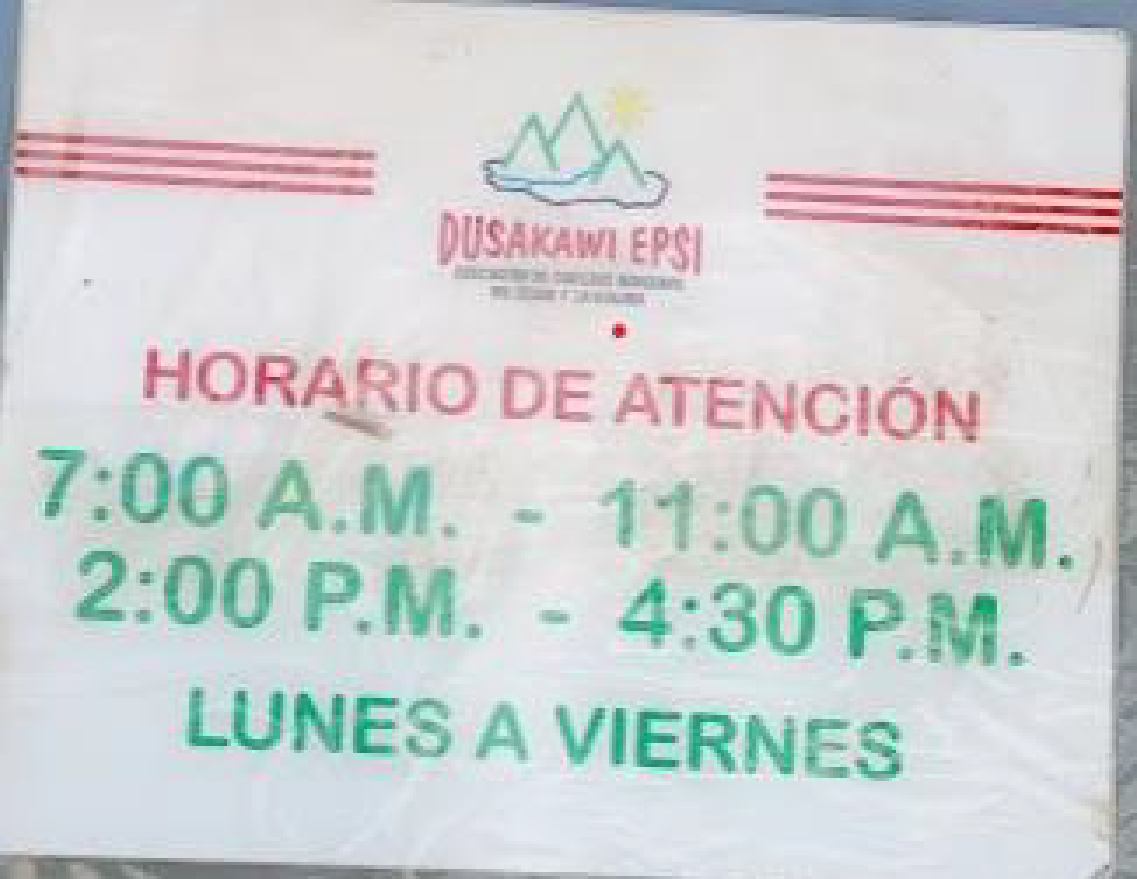 DUSAKAWI EPSI
HORARIO DE ATENCIÓN
7:00 A.M. - 11:00 A.M.
2:00 P.M. - 4:30 P.M.
LUNES A VIERNES